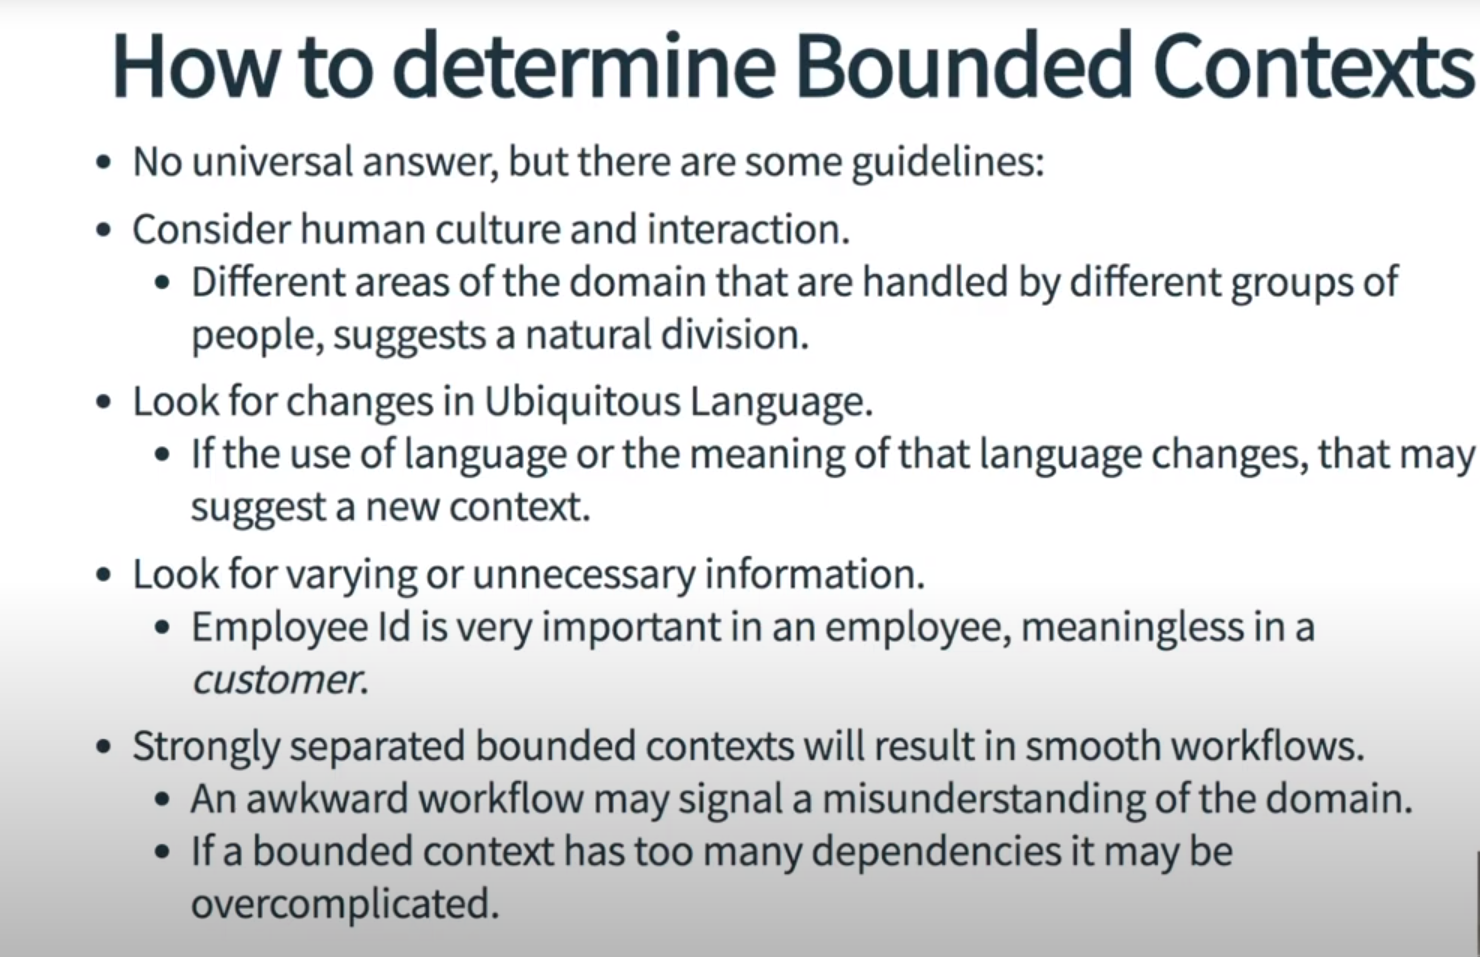 How to determine Bounded Contexts
• No universal answer, but there are some guidelines:
• Consider human culture and interaction.
• Different areas of the domain that are handled by different groups of
people, suggests a natural division.
• Look for changes in Ubiquitous Language.
• If the use of language or the meaning of that language changes, that may
suggest a new context.
• Look for varying or unnecessary information.
• Employee Id is very important in an employee, meaningless in a
customer.
• Strongly separated bounded contexts will result in smooth workflows.
• An awkward workflow may signal a misunderstanding of the domain.
• If a bounded context has too many dependencies it may be
overcomplicated.